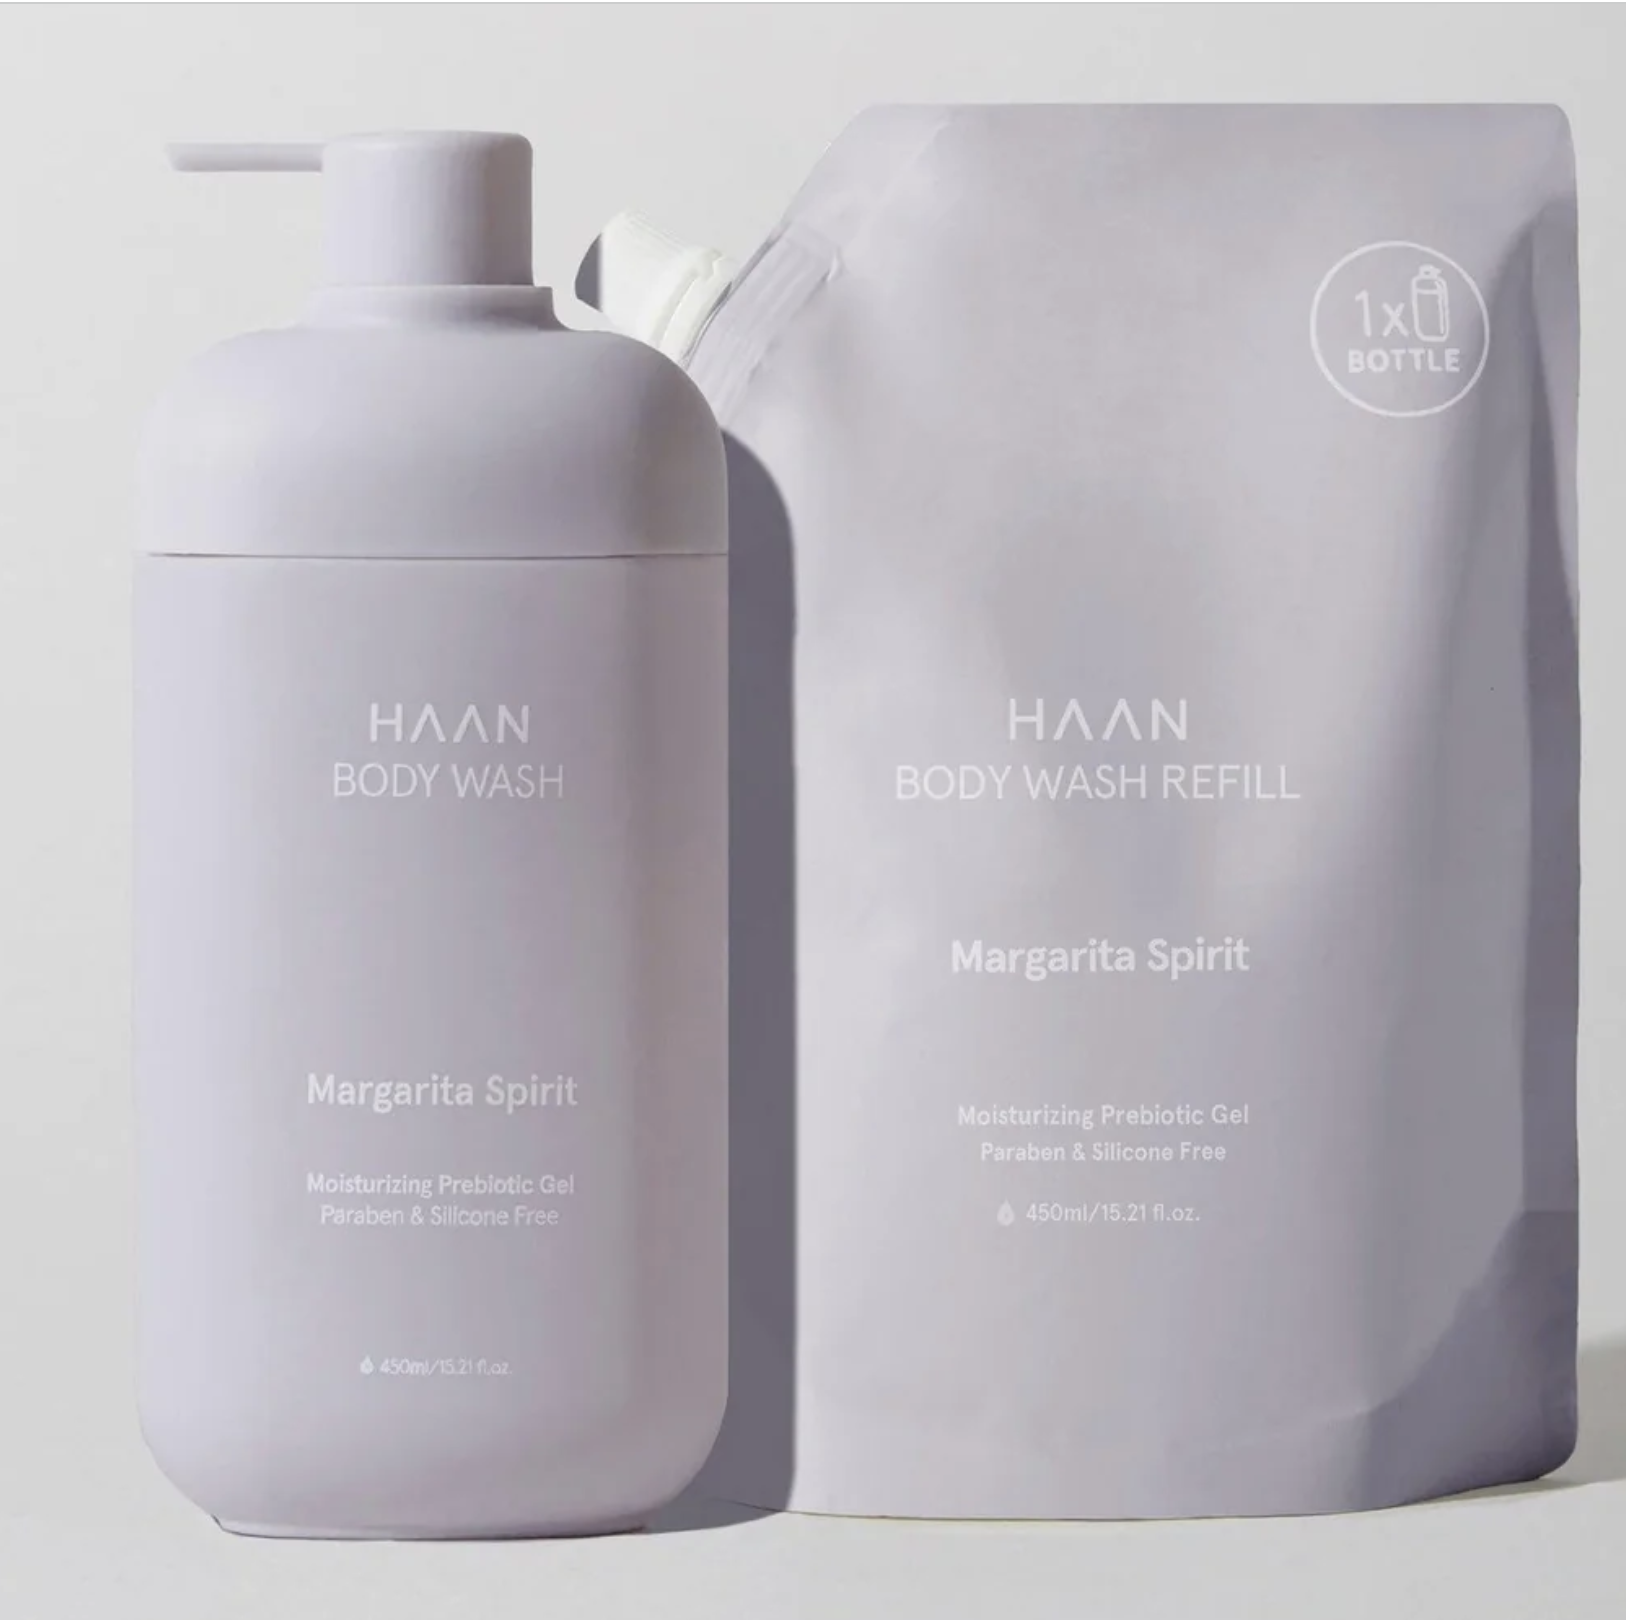 HAAN
BODY WASH
Margarita Spirit
Moisturizing Prebiotic Gel
Paraben & Silicone Free
450ml/15.21 fl.oz.
1x
BOTTLE
HAAN
BODY WASH REFILL
Margarita Spirit
Moisturizing Prebiotic Gel
Paraben & Silicone Free
450ml/15.21 fl.oz.